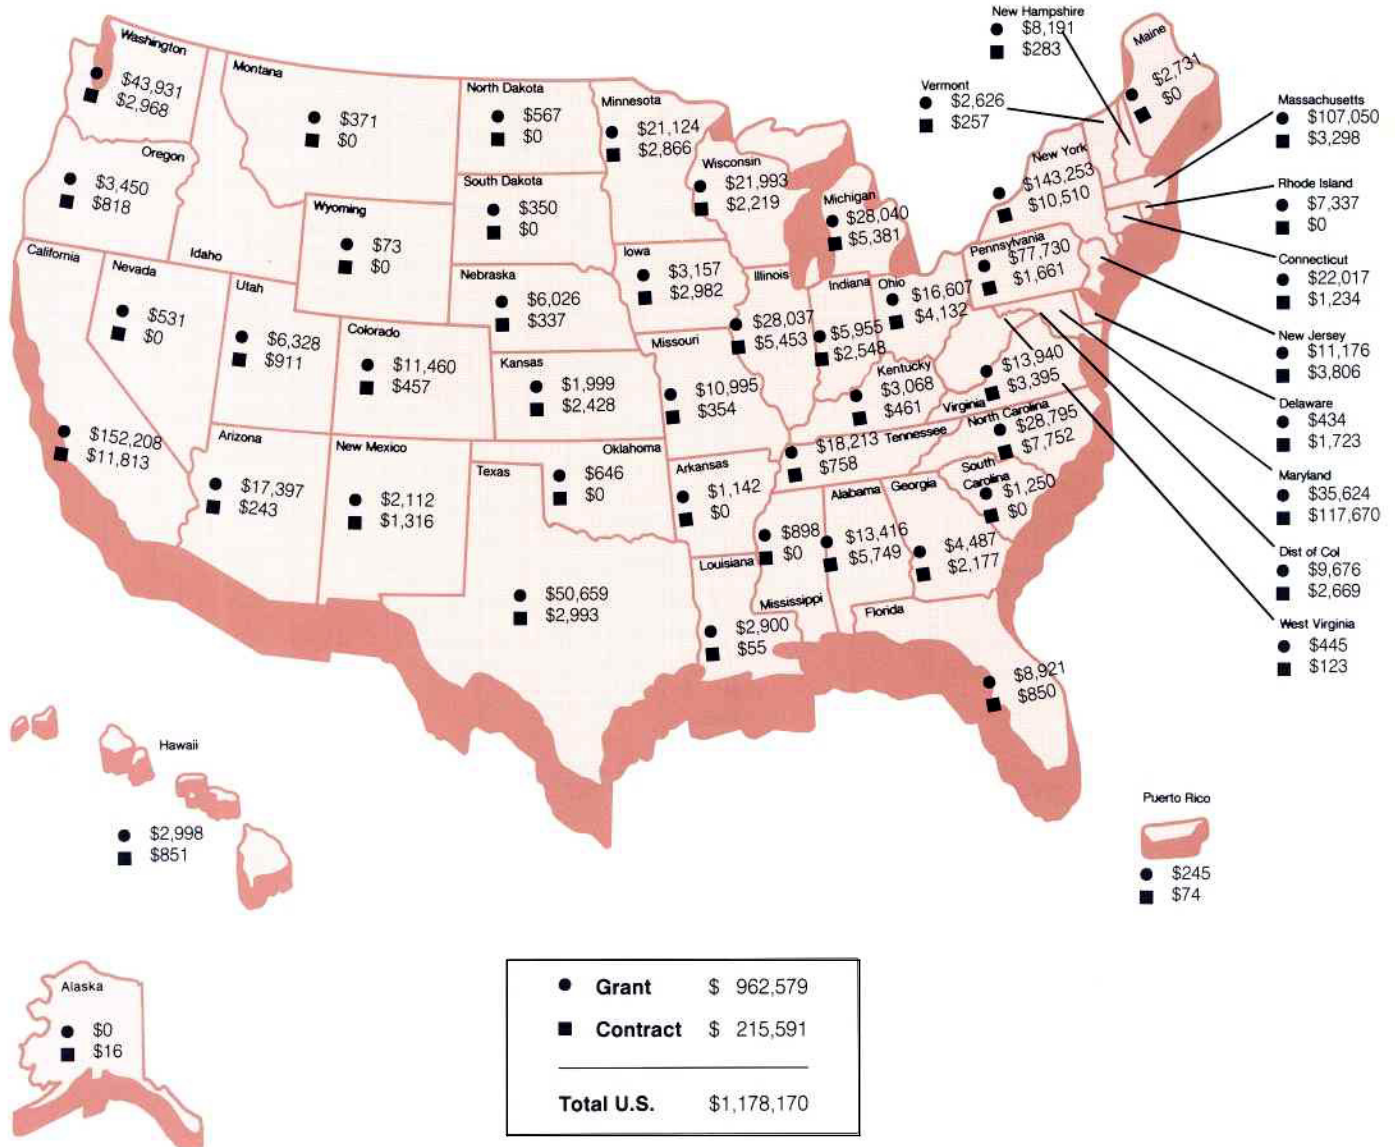 New Hampshire
$8,191
$283
Washington
$43,931
$2,968
Montana
$371
$0
North Dakota
$567
$0
Minnesota
$21,124
$2,866
Vermont
$2,626
$257
Maine
$2,731
$0
Massachusetts
$107,050
$3,298
Oregon
$3,450
$818
Wyoming
$73
$0
South Dakota
$350
$0
Wisconsin
$21,993
$2,219
Michigan
$28,040
$5,381
New York
$143,253
$10,510
Rhode Island
$7,337
$0
California
$152,208
$11,813
Nevada
$531
$0
Idaho
Utah
$6,328
$911
Colorado
$11,460
$457
Nebraska
$6,026
$337
Iowa
$3,157
$2,982
Illinois
$28,037
$5,453
Indiana
$5,955
$2,548
Ohio
$16,607
$4,132
Pennsylvania
$77,730
$1,661
Connecticut
$22,017
$1,234
New Jersey
$11,176
$3,806
Kansas
$1,999
$2,428
Missouri
$10,995
$354
Kentucky
$3,068
$461
Virginia
$13,940
$3,395
Delaware
$434
$1,723
Arizona
$17,397
$243
New Mexico
$2,112
$1,316
Texas
$50,659
$2,993
Oklahoma
$646
$0
Arkansas
$1,142
$0
Tennessee
$18,213
$758
North Carolina
$28,795
$7,752
South
Carolina
$1,250
$0
Maryland
$35,624
$117,670
Louisiana
$2,900
$55
Mississippi
$898
$0
Alabama
$13,416
$5,749
Georgia
$4,487
$2,177
Florida
$8,921
$850
Dist of Col
$9,676
$2,669
West Virginia
$445
$123
Hawaii
$2,998
$851
Puerto Rico
$245
$74
Alaska
$0
$16
Grant $ 962,579
Contract $ 215,591
Total U.S. $1,178,170